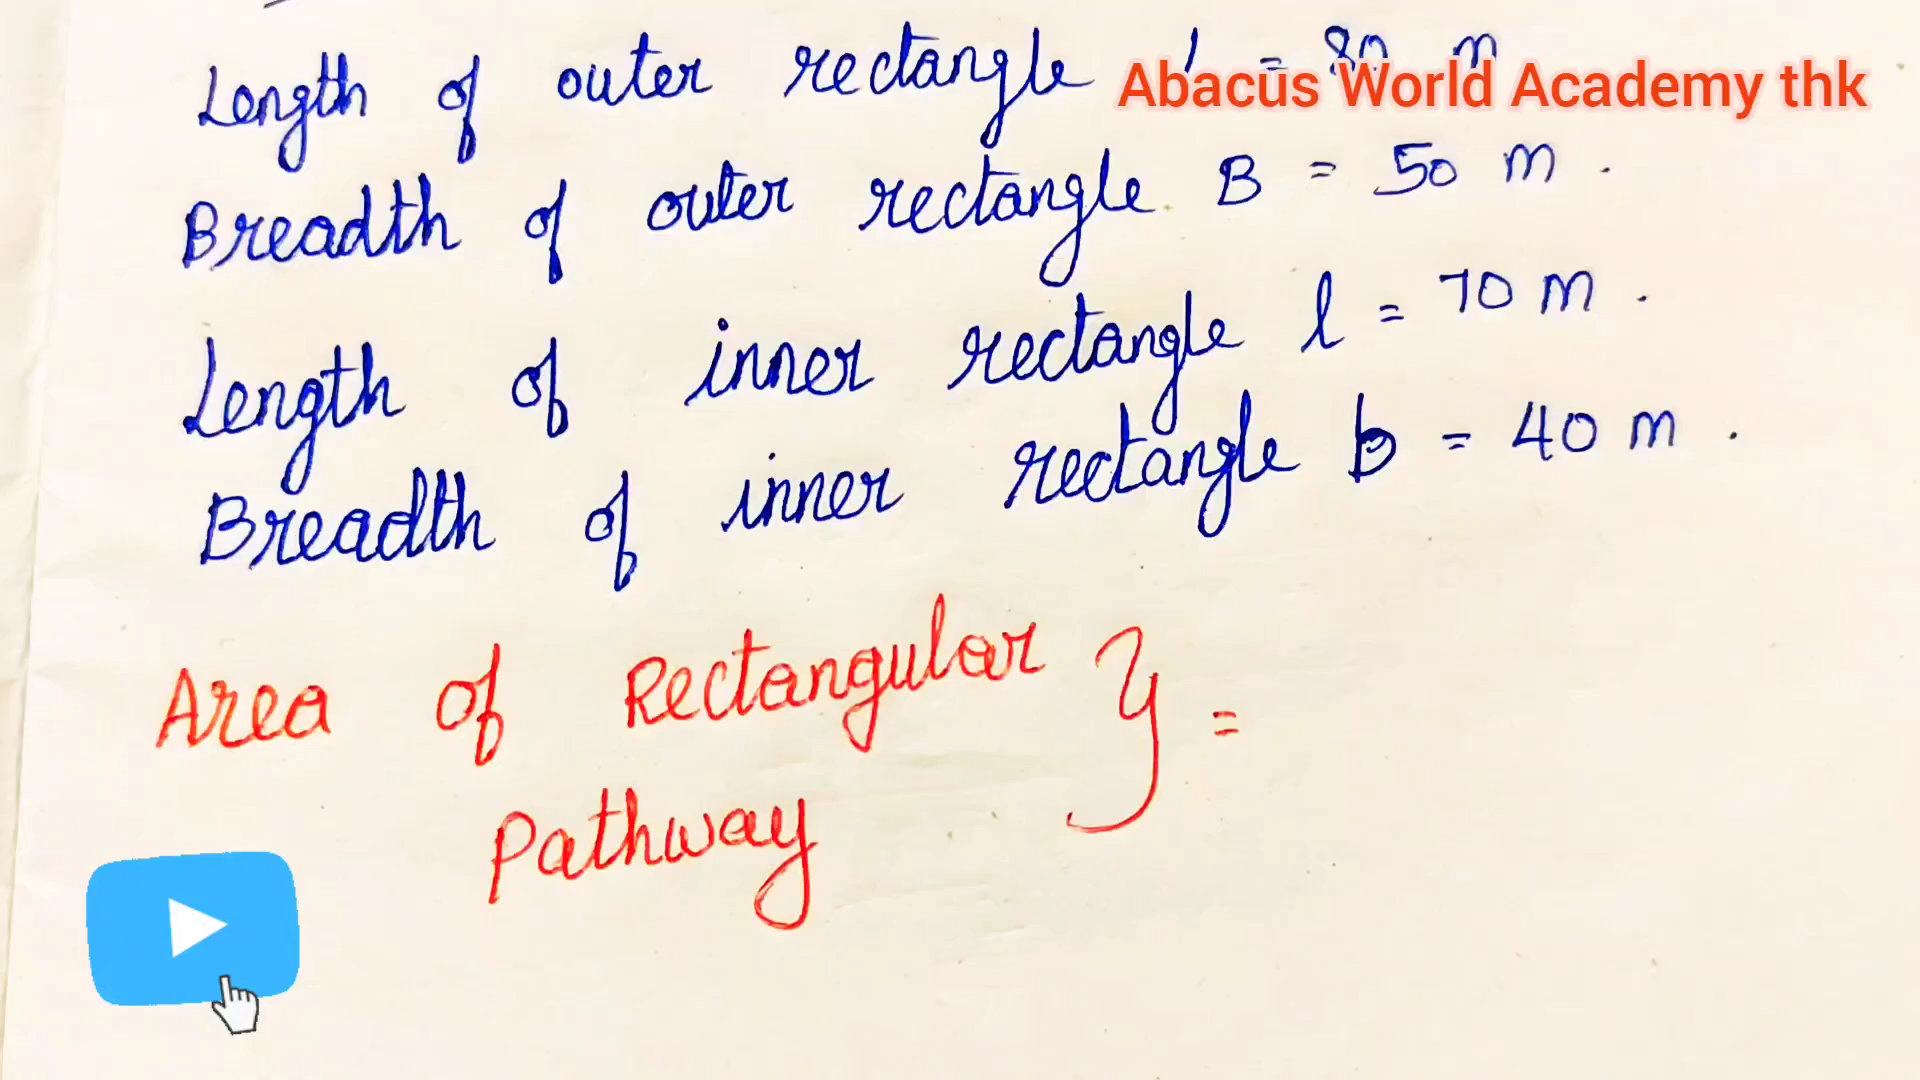 Length of outer rectangle = 80 m
Abacus World Academy thk
Breadth of outer rectangle B = 50 m .
Length of inner rectangle l = 70 m .
Breadth of inner rectangle b = 40 m .
Area of Rectangular } =
Pathway